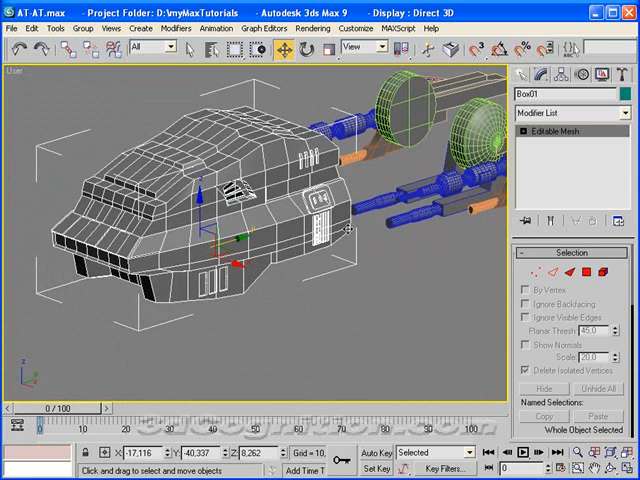 AT-AT.max - Project Folder: D:\myMaxTutorials - Autodesk 3ds Max 9 - Display : Direct 3D
File Edit Tools Group Views Create Modifiers Animation Graph Editors Rendering Customize MAXScript
All View
User
Box01
Modifier List
Editable Mesh
Selection
By Vertex
Ignore Backfacing
Ignore Visible Edges
Planar Thresh: 45,0
Show Normals
Scale: 20,0
Delete Isolated Vertices
Hide Unhide All
Named Selections:
Copy Paste
Whole Object Selected
z y x
0 / 100
0 10 20 30 40 50 60 70 80 90 100
X: -17,116 Y: -40,337 Z: 8,262 Grid = 10,
Auto Key Selected
Click and drag to select and move objects
Add Time T
Set Key Key Filters...
0